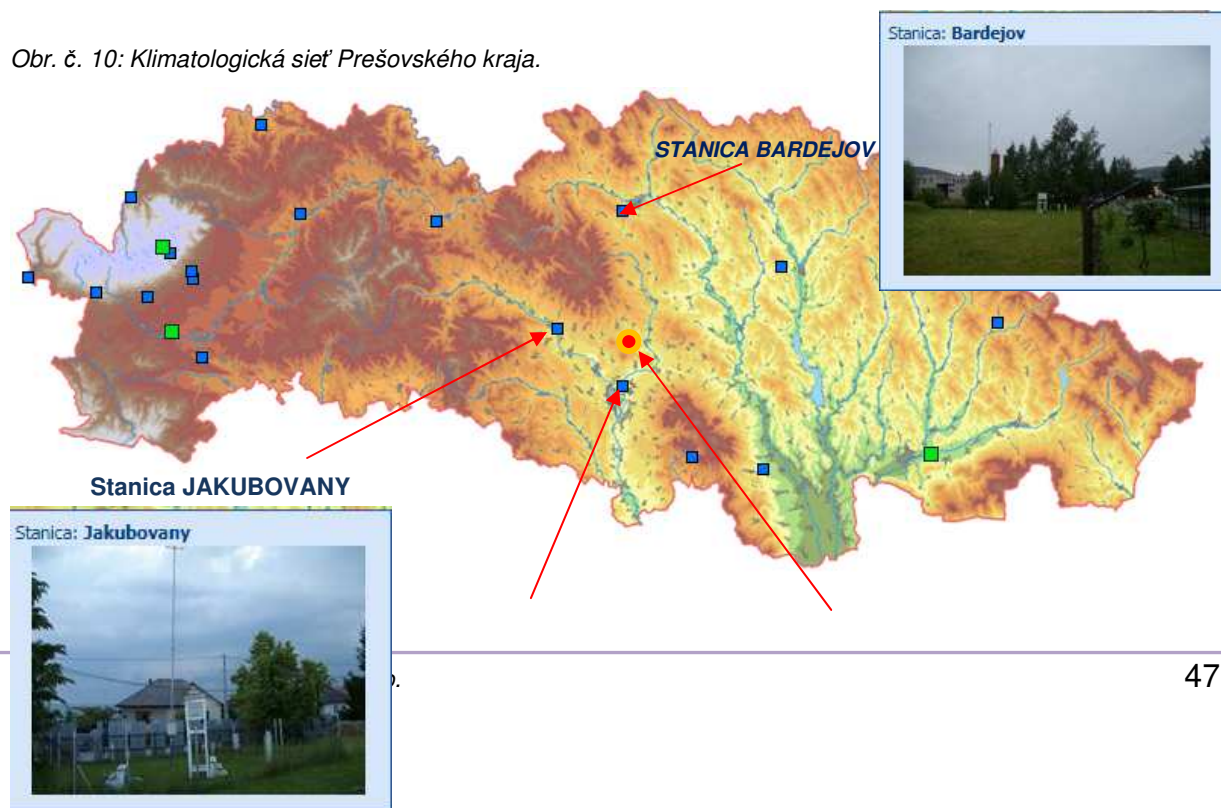 Stanica: Bardejov
Obr. č. 10: Klimatologická sieť Prešovského kraja.
STANICA BARDEJOV
Stanica JAKUBOVANY
Stanica: Jakubovany
47